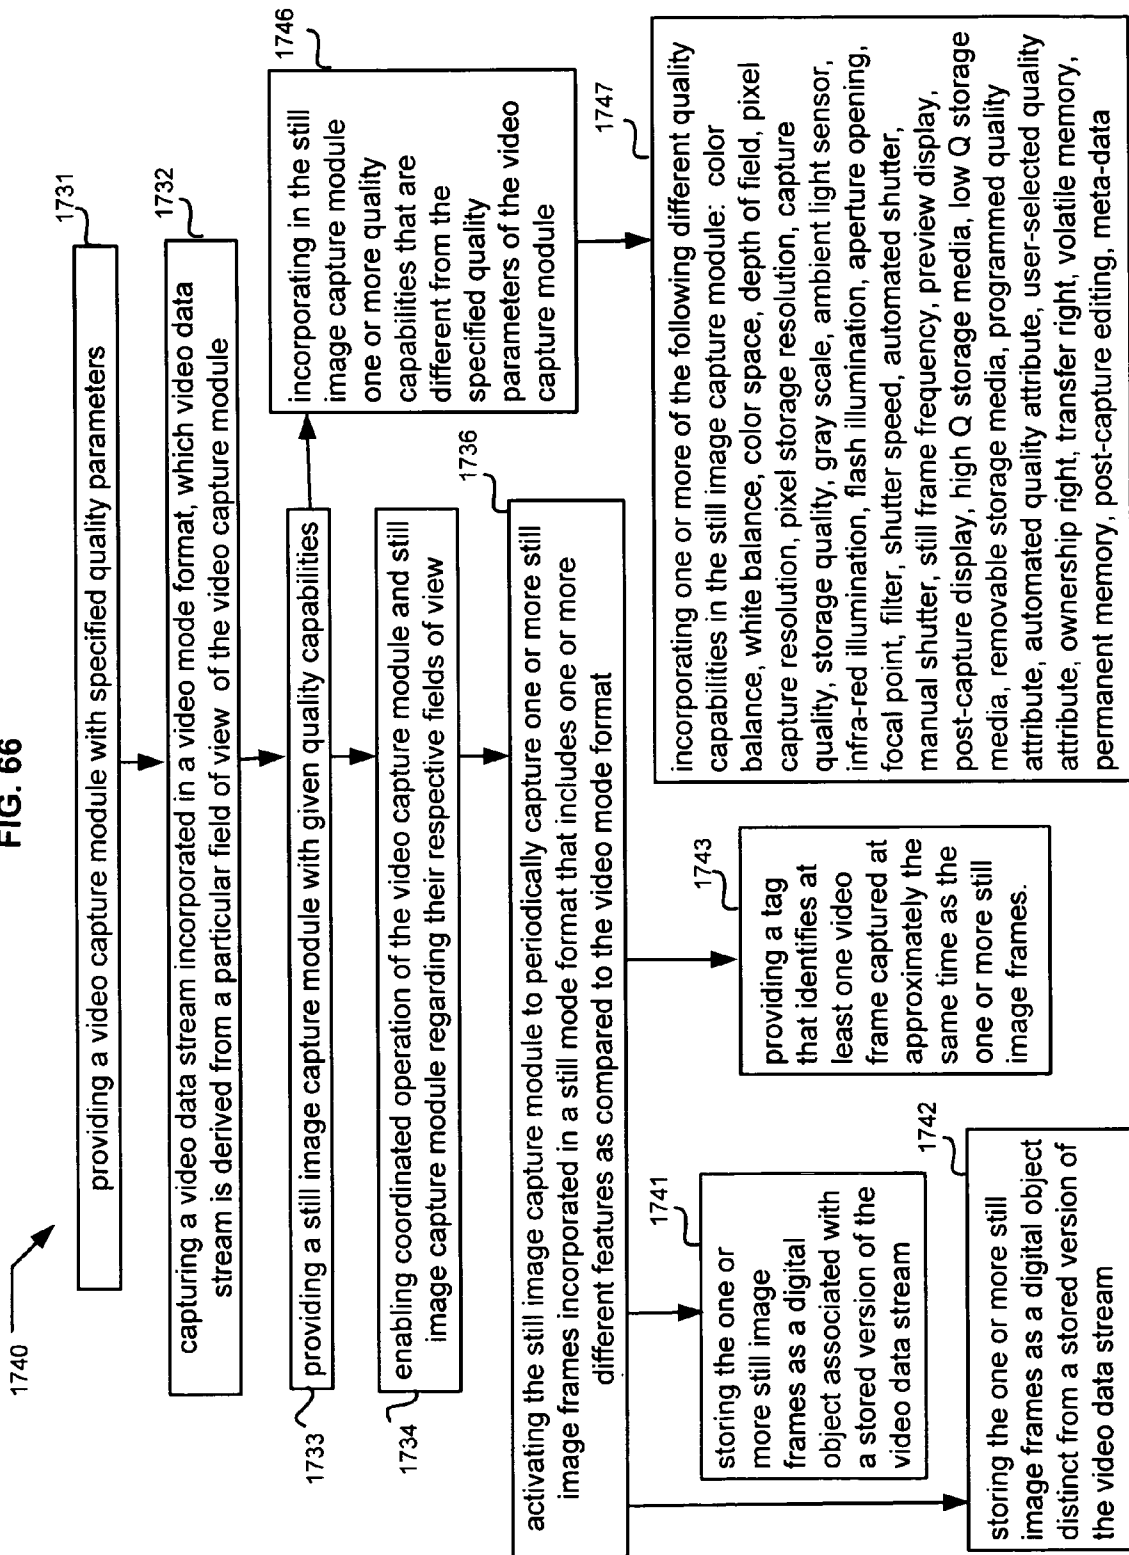 FIG. 66
1740
1731
providing a video capture module with specified quality parameters
1732
capturing a video data stream incorporated in a video mode format, which video data
stream is derived from a particular field of view of the video capture module
1733
providing a still image capture module with given quality capabilities
1746
incorporating in the still
image capture module
one or more quality
capabilities that are
different from the
specified quality
parameters of the video
capture module
1734
enabling coordinated operation of the video capture module and still
image capture module regarding their respective fields of view
1736
activating the still image capture module to periodically capture one or more still
image frames incorporated in a still mode format that includes one or more
different features as compared to the video mode format
1741
storing the one or
more still image
frames as a digital
object associated with
a stored version of the
video data stream
1742
storing the one or more still
image frames as a digital object
distinct from a stored version of
the video data stream
1743
providing a tag
that identifies at
least one video
frame captured at
approximately the
same time as the
one or more still
image frames.
1747
incorporating one or more of the following different quality
capabilities in the still image capture module: color
balance, white balance, color space, depth of field, pixel
capture resolution, pixel storage resolution, capture
quality, storage quality, gray scale, ambient light sensor,
infra-red illumination, flash illumination, aperture opening,
focal point, filter, shutter speed, automated shutter,
manual shutter, still frame frequency, preview display,
post-capture display, high Q storage media, low Q storage
media, removable storage media, programmed quality
attribute, automated quality attribute, user-selected quality
attribute, ownership right, transfer right, volatile memory,
permanent memory, post-capture editing, meta-data